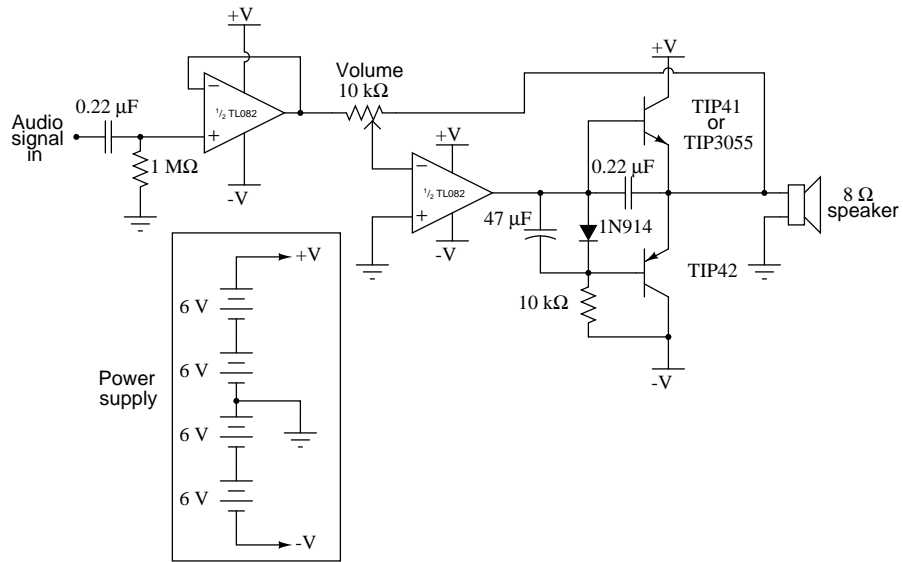 +V
Volume
10 kΩ
+V
0.22 µF
½ TL082
TIP41
or
TIP3055
Audio
signal
in
−
+
1 MΩ
-V
+V
½ TL082
−
+
0.22 µF
47 µF
1N914
8 Ω
speaker
-V
TIP42
10 kΩ
-V
+V
6 V
6 V
Power
supply
6 V
6 V
-V